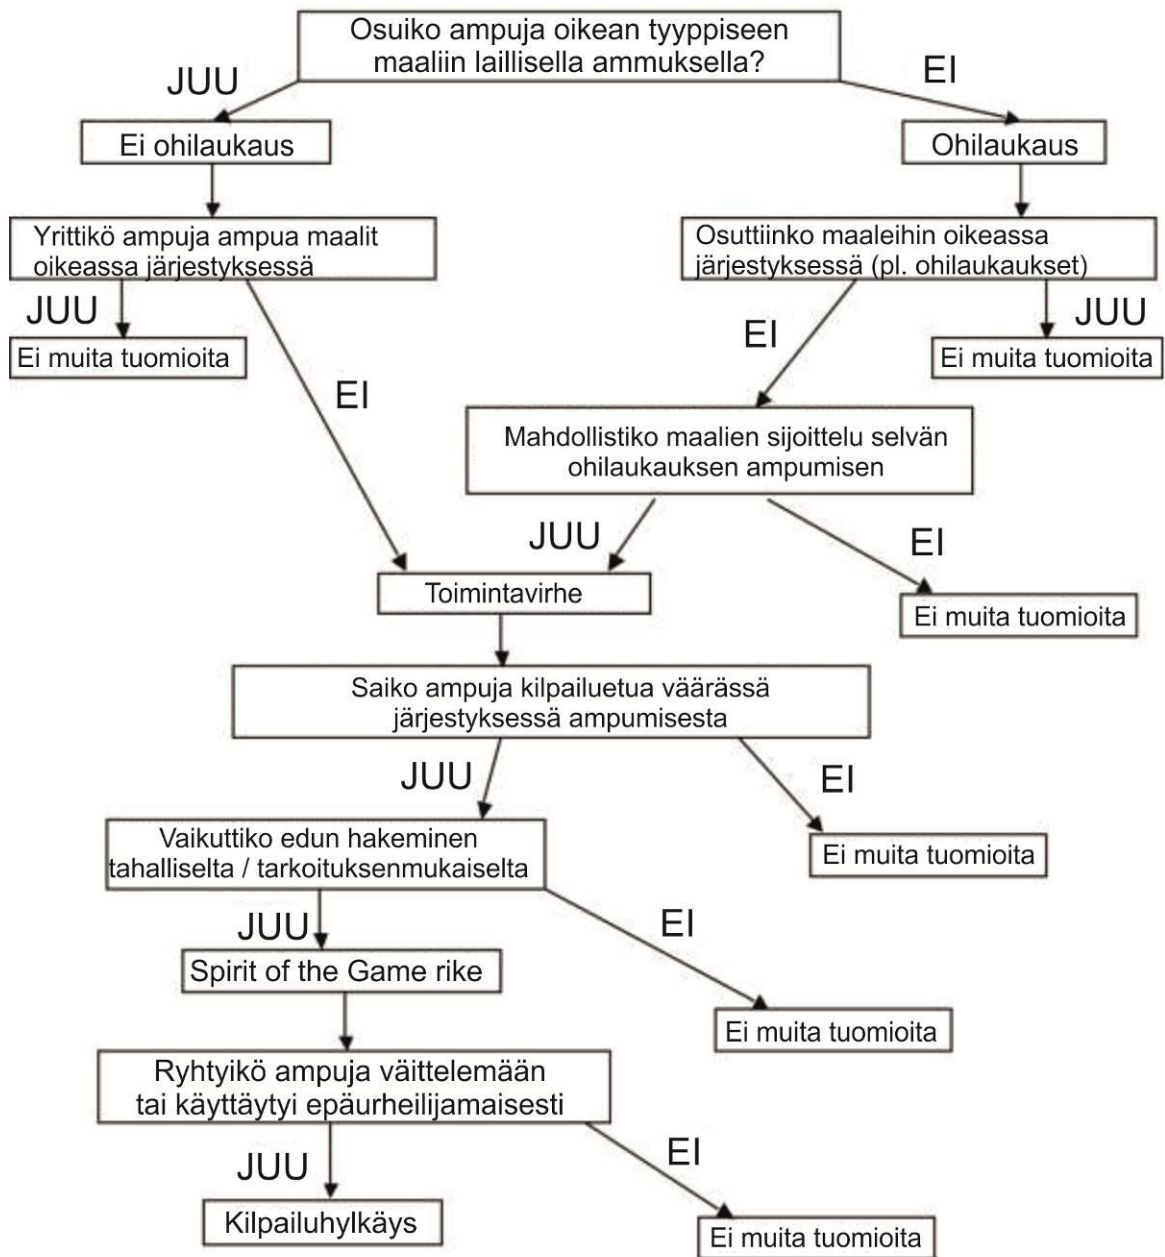 Osuiko ampuja oikean tyyppiseen
maaliin laillisella ammuksella?
JUU
EI
Ei ohilaukaus
Ohilaukaus
Yrittikö ampuja ampua maalit
oikeassa järjestyksessä
Osuttiinko maaleihin oikeassa
järjestyksessä (pl. ohilaukaukset)
JUU
EI
JUU
Ei muita tuomioita
Ei muita tuomioita
EI
Mahdollistiko maalien sijoittelu selvän
ohilaukauksen ampumisen
JUU
EI
Toimintavirhe
Ei muita tuomioita
Saiko ampuja kilpailuetua väärässä
järjestyksessä ampumisesta
JUU
EI
Vaikuttiko edun hakeminen
tahalliselta / tarkoituksenmukaiselta
Ei muita tuomioita
JUU
EI
Spirit of the Game rike
Ei muita tuomioita
Ryhtyikö ampuja väittelemään
tai käyttäytyi epäurheilijamaisesti
JUU
EI
Kilpailuhylkäys
Ei muita tuomioita